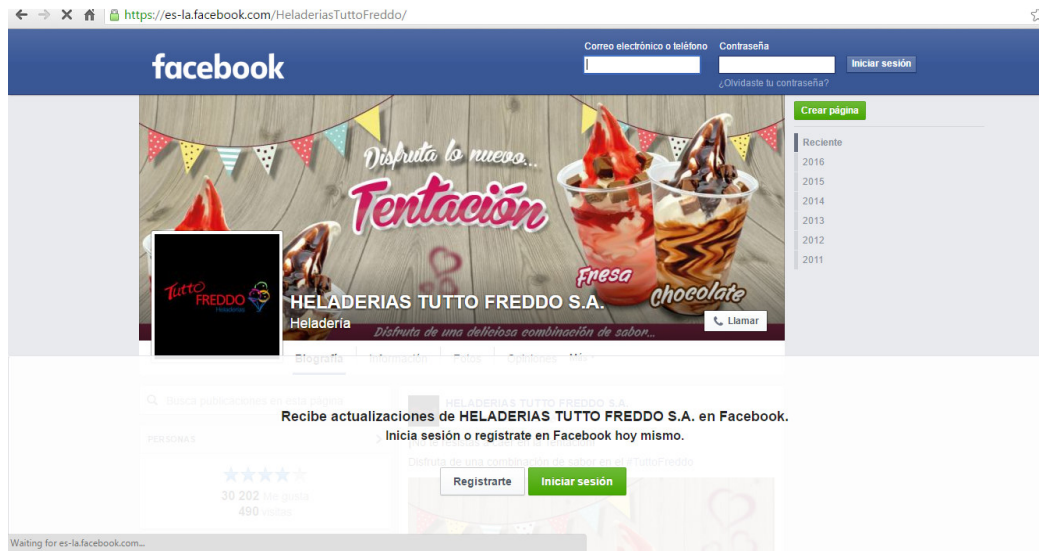 https://es-la.facebook.com/HeladeriasTuttoFreddo/
facebook
Correo electrónico o teléfono
Contraseña
Iniciar sesión
¿Olvidaste tu contraseña?
Crear página
Reciente
2016
2015
2014
2013
2012
2011
Disfruta lo nuevo...
Tentación
Fresa
Chocolate
Tutto
FREDDO
Heladerías
HELADERIAS TUTTO FREDDO S.A.
Heladería
Llamar
Disfruta de una deliciosa combinación de sabor...
Biografía
Información
Fotos
Opiniones
Más
Busca publicaciones en esta página
HELADERIAS TUTTO FREDDO S.A.
Recibe actualizaciones de HELADERIAS TUTTO FREDDO S.A. en Facebook.
Inicia sesión o regístrate en Facebook hoy mismo.
PERSONAS
Disfruta de una combinación de sabor en el #TuttoFreddo
Registrarte
Iniciar sesión
30 202 Me gusta
490 visitas
Waiting for es-la.facebook.com...